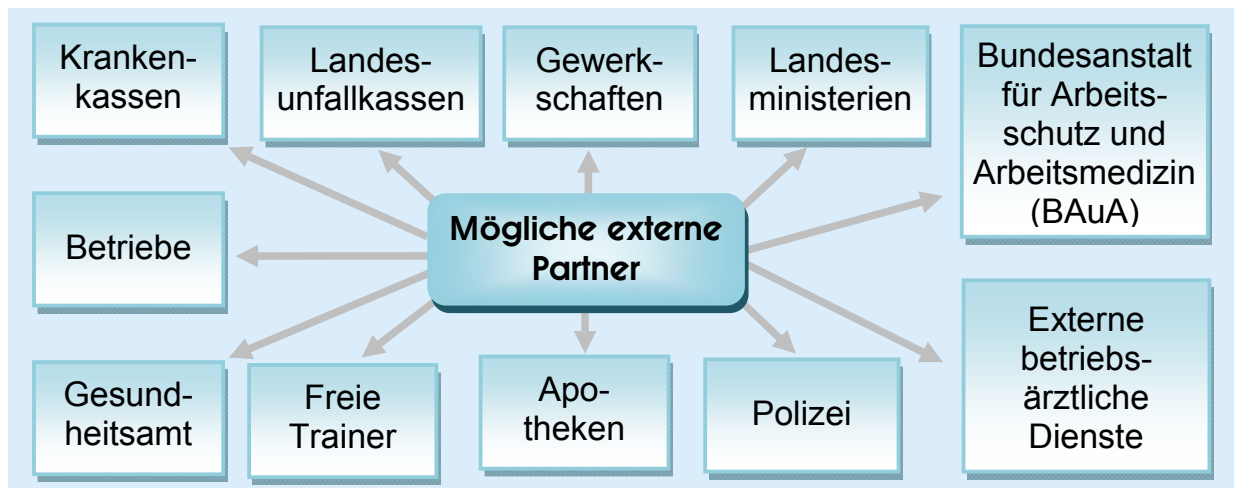 Kranken-
kassen
Landes-
unfallkassen
Gewerk-
schaften
Landes-
ministerien
Bundesanstalt
für Arbeits-
schutz und
Arbeitsmedizin
(BAuA)
Mögliche externe
Partner
Betriebe
Gesund-
heitsamt
Freie
Trainer
Apo-
theken
Polizei
Externe
betriebs-
ärztliche
Dienste